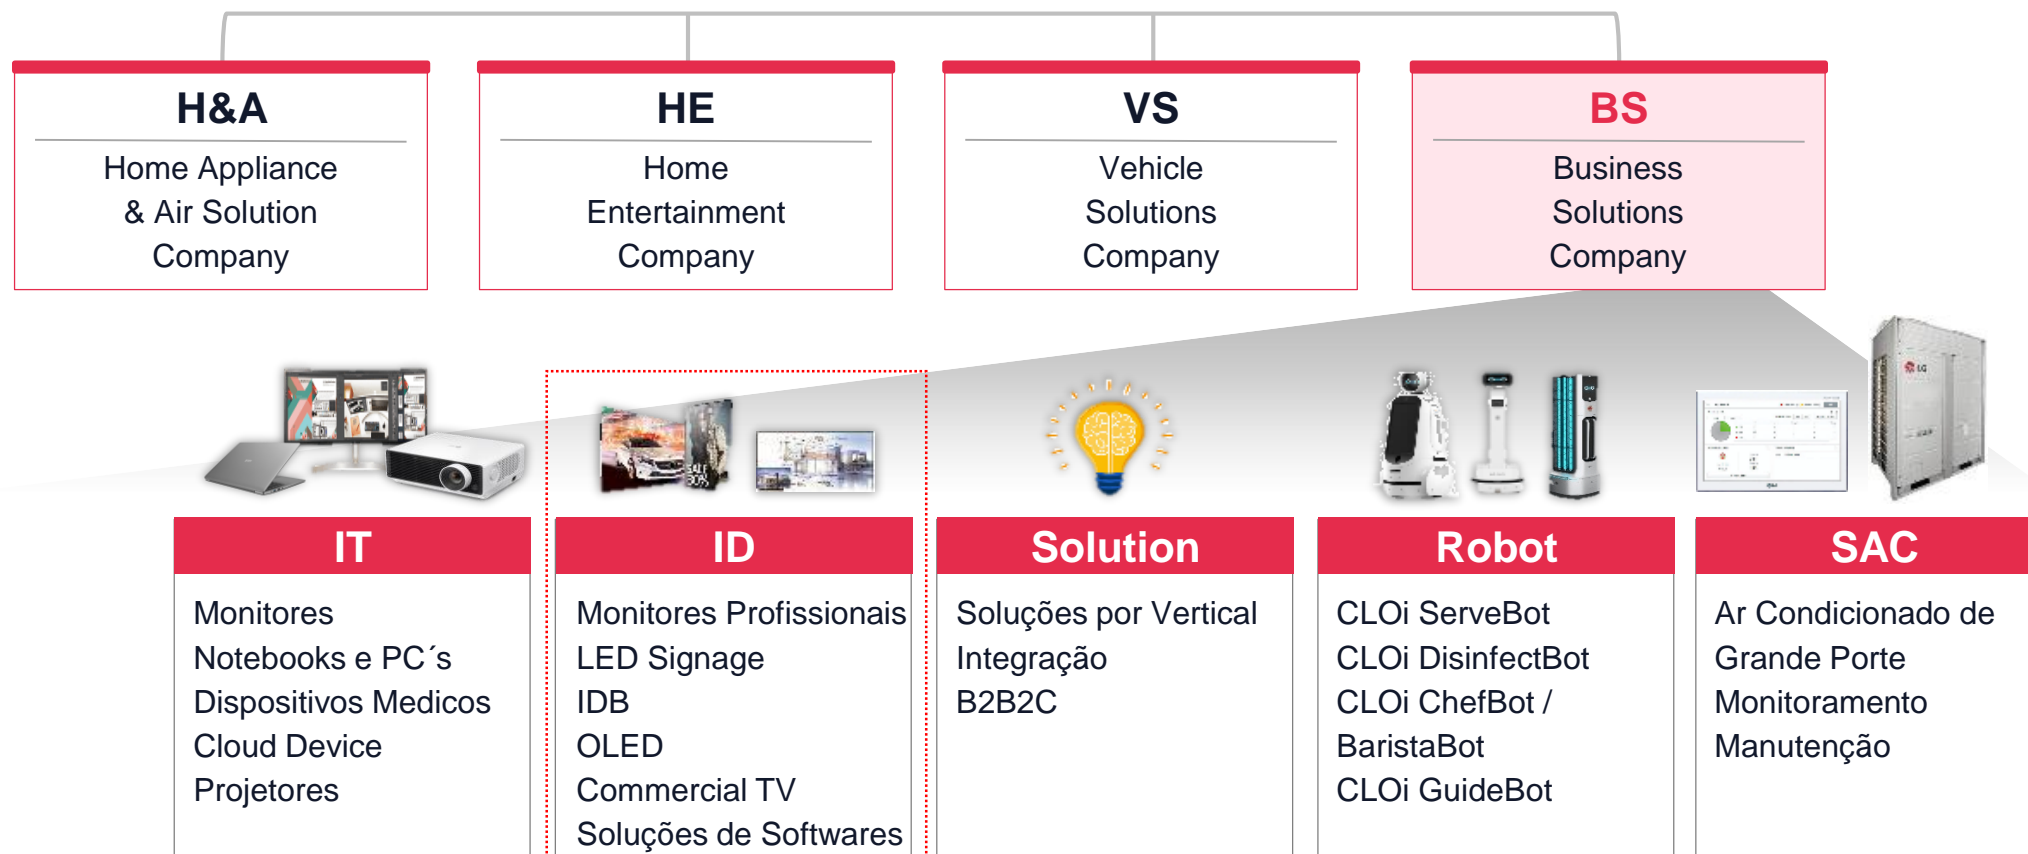 H&A
Home Appliance
& Air Solution
Company
HE
Home
Entertainment
Company
VS
Vehicle
Solutions
Company
BS
Business
Solutions
Company
SALE
LG
IT
Monitores
Notebooks e PC´s
Dispositivos Medicos
Cloud Device
Projetores
ID
Monitores Profissionais
LED Signage
IDB
OLED
Commercial TV
Soluções de Softwares
Solution
Soluções por Vertical
Integração
B2B2C
Robot
CLOi ServeBot
CLOi DisinfectBot
CLOi ChefBot /
BaristaBot
CLOi GuideBot
SAC
Ar Condicionado de
Grande Porte
Monitoramento
Manutenção